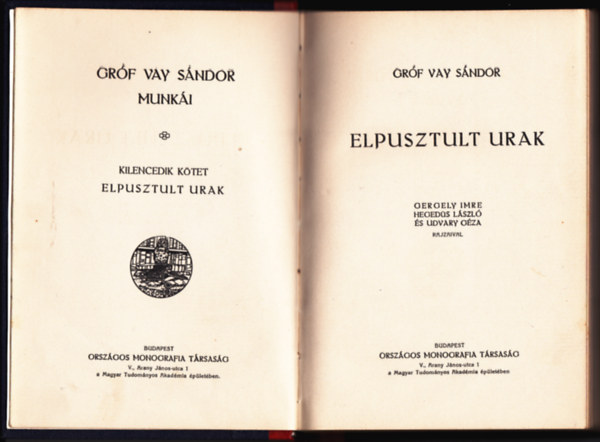 GRÓF VAY SÁNDOR
MUNKÁI
KILENCEDIK KÖTET
ELPUSZTULT URAK
BUDAPEST
ORSZÁGOS MONOGRAFIA TÁRSASÁG
V., Arany János-utca 1
a Magyar Tudományos Akadémia épületében.
GRÓF VAY SÁNDOR
ELPUSZTULT URAK
GERGELY IMRE
HEGEDŰS LÁSZLÓ
ÉS UDVARY GÉZA
RAJZAIVAL
BUDAPEST
ORSZÁGOS MONOGRAFIA TÁRSASÁG
V., Arany János-utca 1
a Magyar Tudományos Akadémia épületében